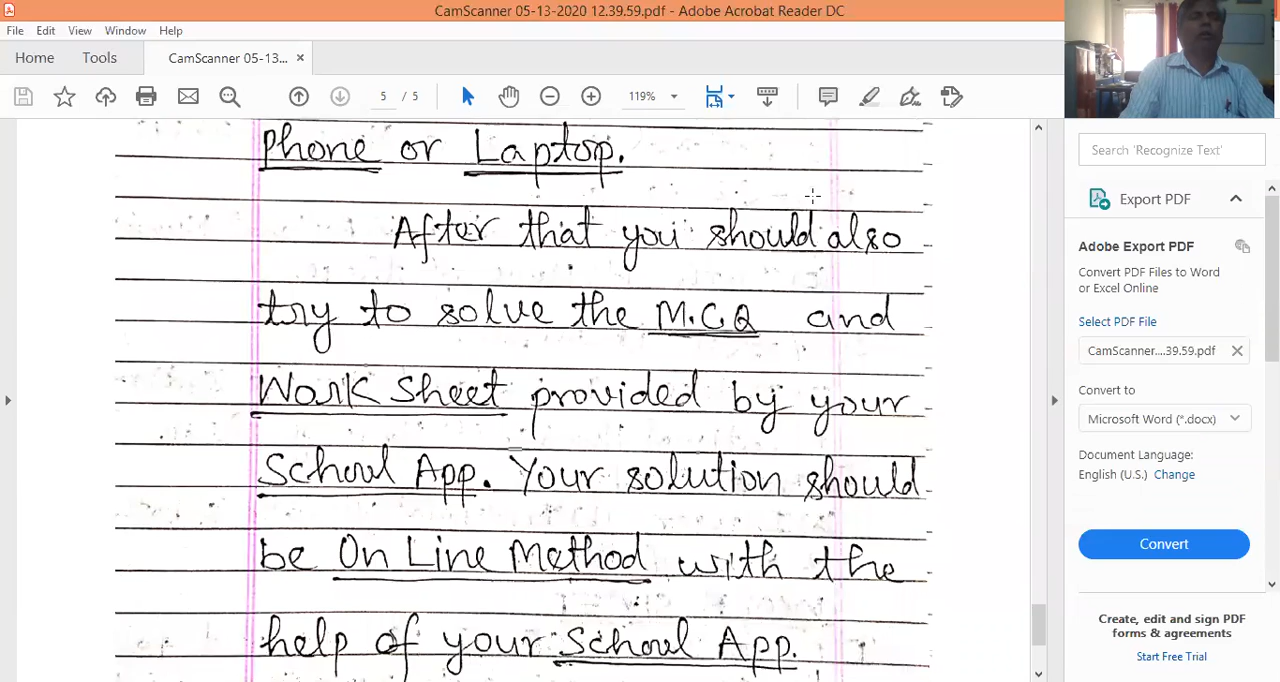 CamScanner 05-13-2020 12.39.59.pdf - Adobe Acrobat Reader DC
File Edit View Window Help
Home Tools CamScanner 05-13... ×
5 / 5 119%
Phone or Laptop.
After that you should also
try to solve the M.C.Q and
Work Sheet provided by your
School App. Your solution should
be On Line Method with the
help of your School App.
Search 'Recognize Text'
Export PDF
Adobe Export PDF
Convert PDF Files to Word
or Excel Online
Select PDF File
CamScanner....39.59.pdf
Convert to
Microsoft Word (*.docx)
Document Language:
English (U.S.) Change
Convert
Create, edit and sign PDF
forms & agreements
Start Free Trial